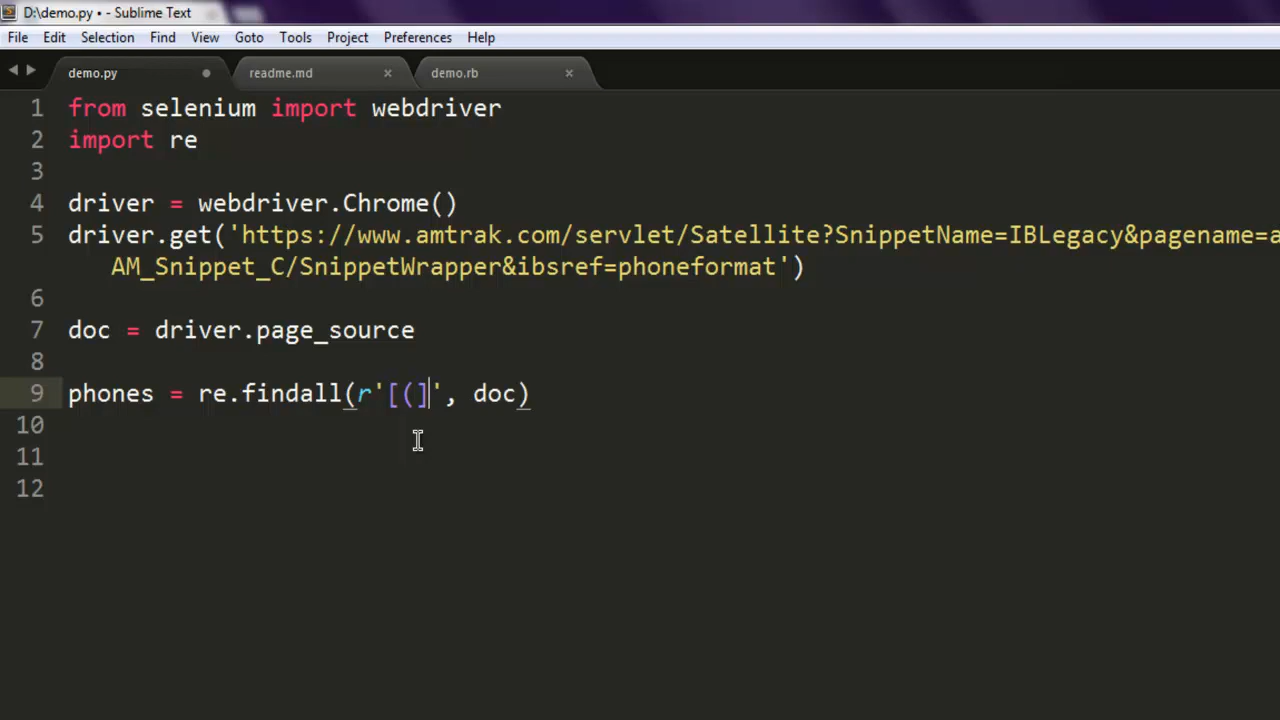 D:\demo.py • - Sublime Text
File Edit Selection Find View Goto Tools Project Preferences Help
demo.py readme.md demo.rb
1 from selenium import webdriver
2 import re
3
4 driver = webdriver.Chrome()
5 driver.get('https://www.amtrak.com/servlet/Satellite?SnippetName=IBLegacy&pagename=a
AM_Snippet_C/SnippetWrapper&ibsref=phoneformat')
6
7 doc = driver.page_source
8
9 phones = re.findall(r'[(]', doc)
10
11
12